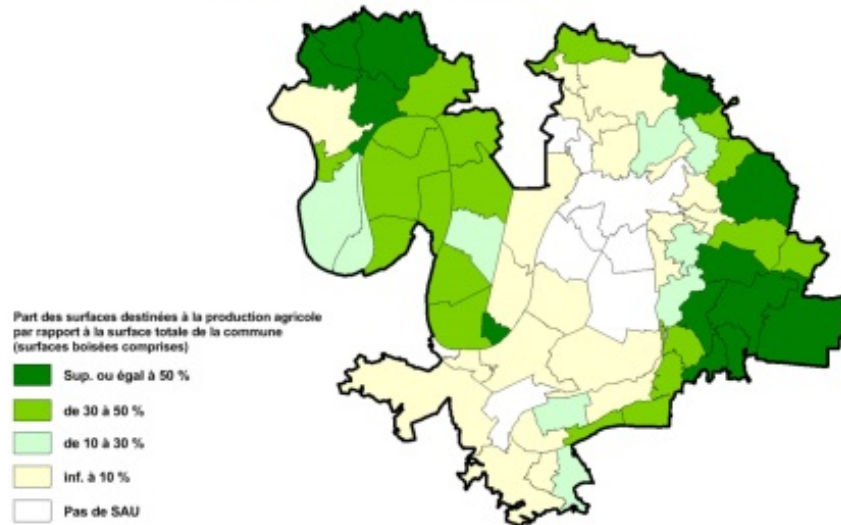 Part des surfaces destinées à la production agricole
par rapport à la surface totale de la commune
(surfaces boisées comprises)
Sup. ou égal à 50 %
de 30 à 50 %
de 10 à 30 %
inf. à 10 %
Pas de SAU